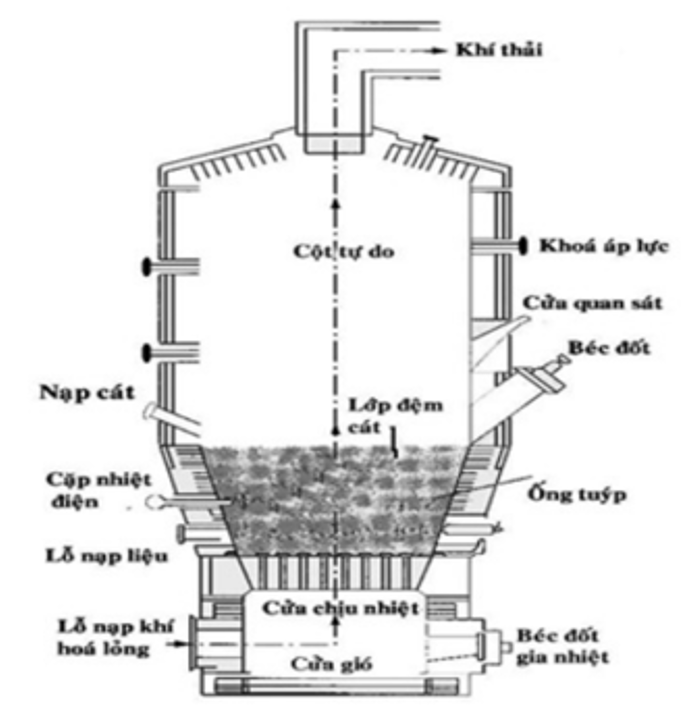 Khí thải
Cột tự do
Khoá áp lực
Cửa quan sát
Béc đốt
Nạp cát
Lớp đệm
cát
Cặp nhiệt
điện
Ống tuýp
Lỗ nạp liệu
Cửa chịu nhiệt
Lỗ nạp khí
hoá lỏng
Cửa gió
Béc đốt
gia nhiệt